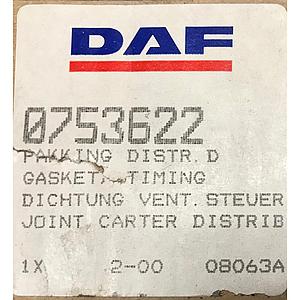 DAF
0753622
PAKKING DISTR. D
GASKET, TIMING
DICHTUNG VENT. STEUER
JOINT CARTER DISTRIB
1X 2-00 08063A